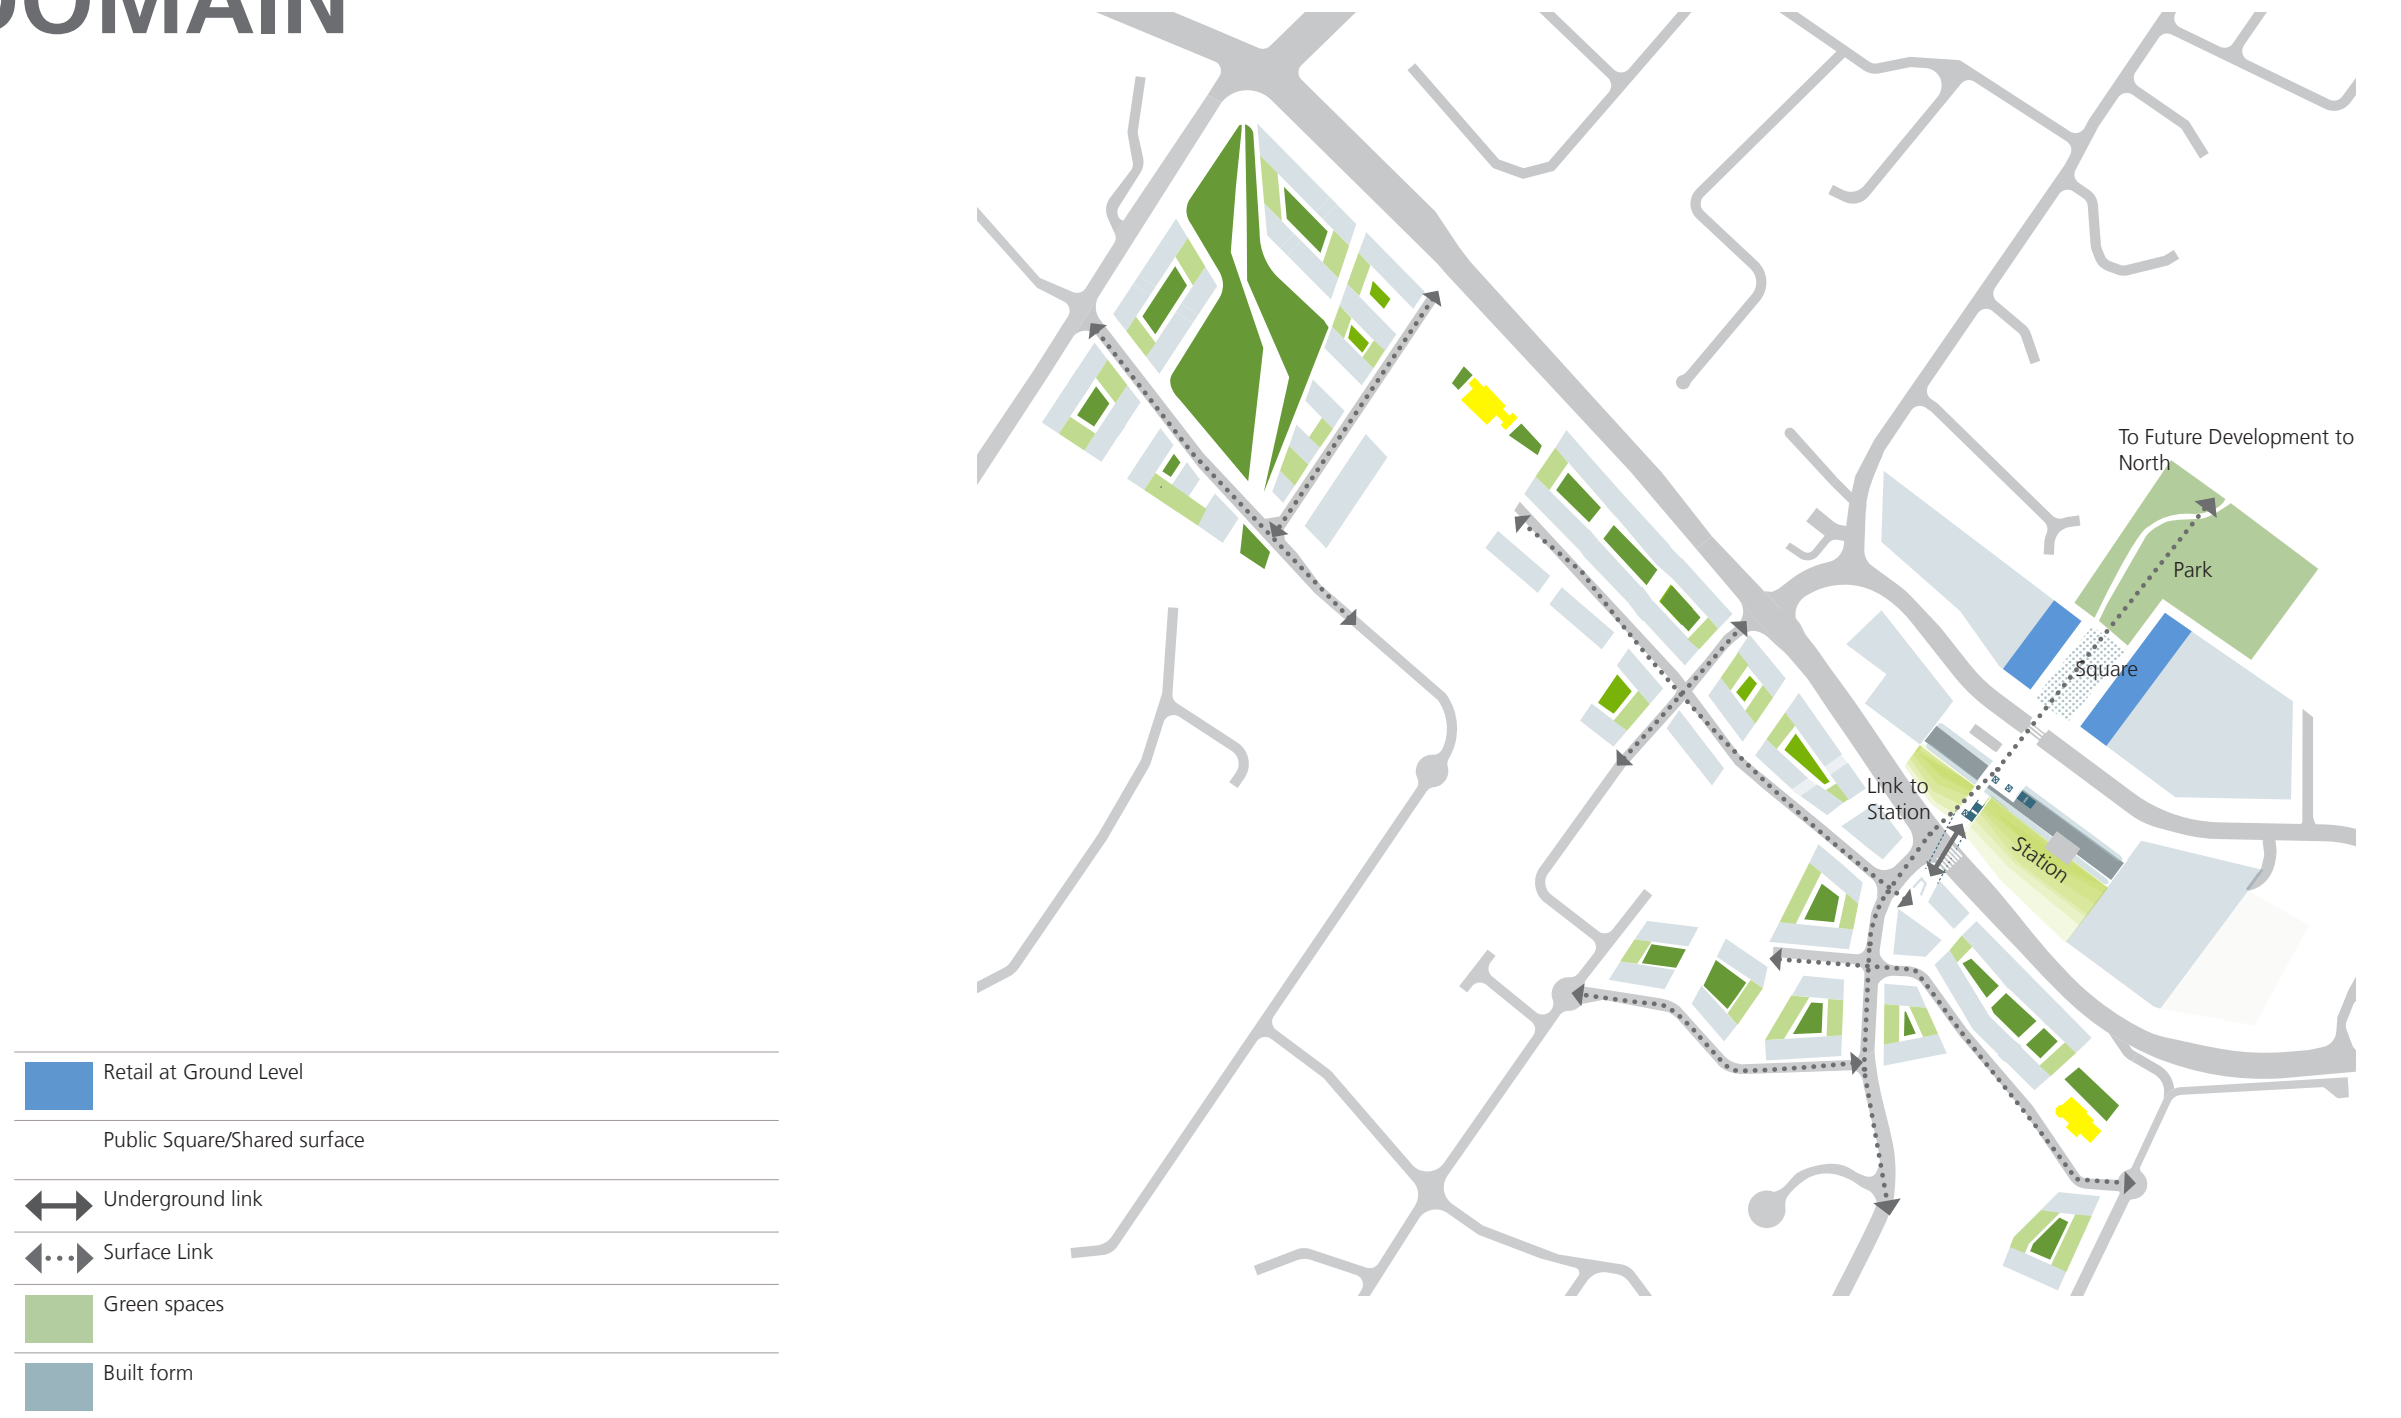 DOMAIN
To Future Development to
North
Park
Square
Link to
Station
Station
Retail at Ground Level
Public Square/Shared surface
Underground link
Surface Link
Green spaces
Built form